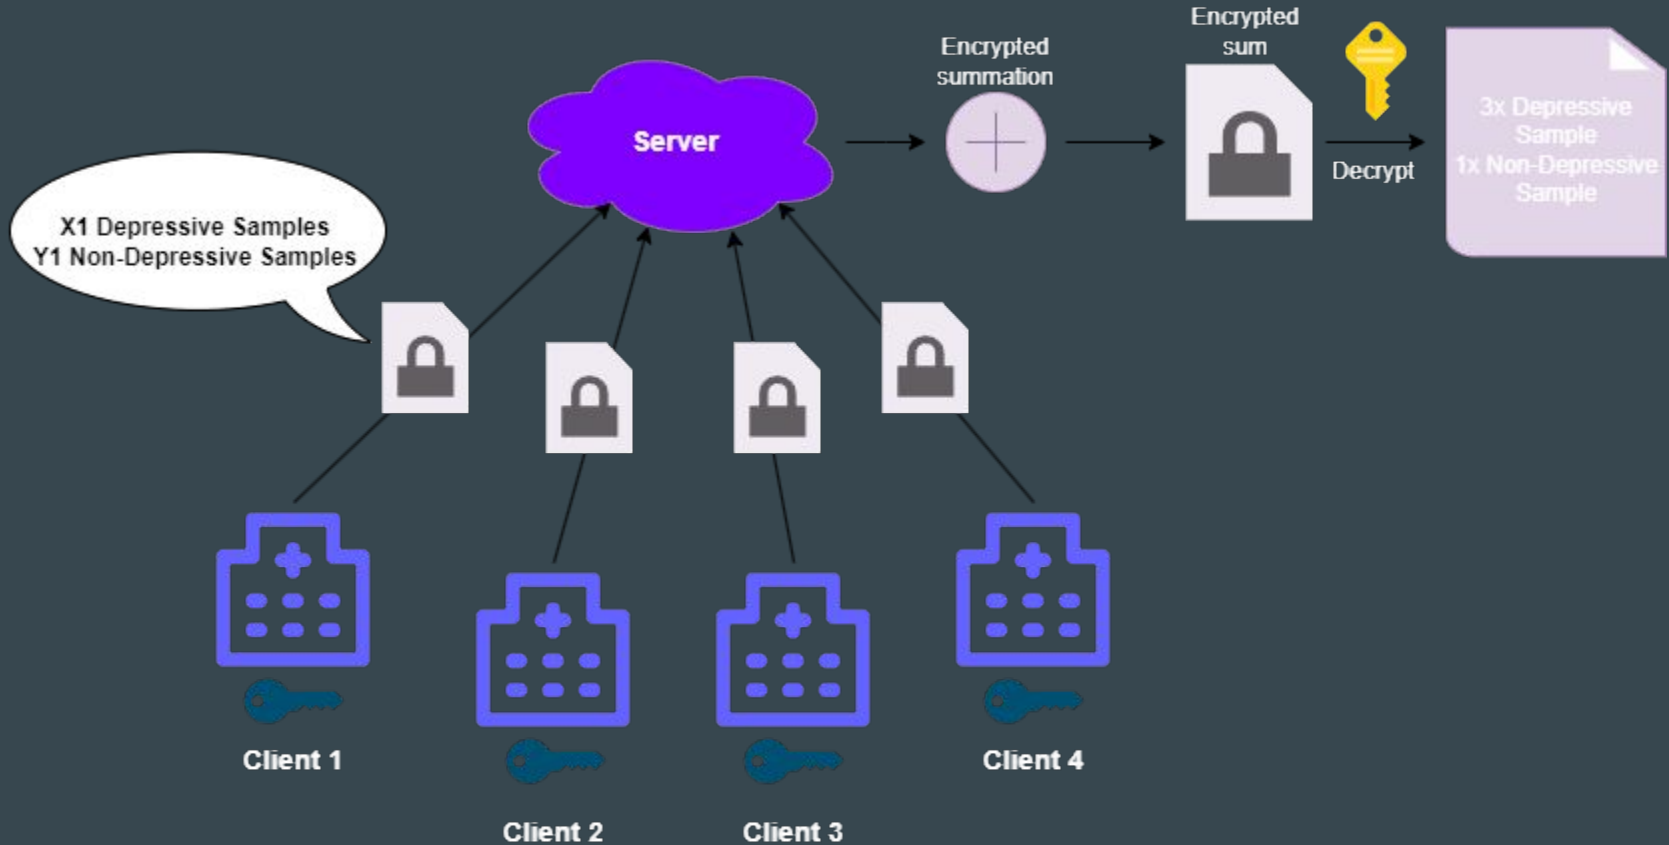 Encrypted
sum
Encrypted
summation
Server
Decrypt
3x Depressive
Sample
1x Non-Depressive
Sample
X1 Depressive Samples
Y1 Non-Depressive Samples
Client 1
Client 4
Client 2
Client 3